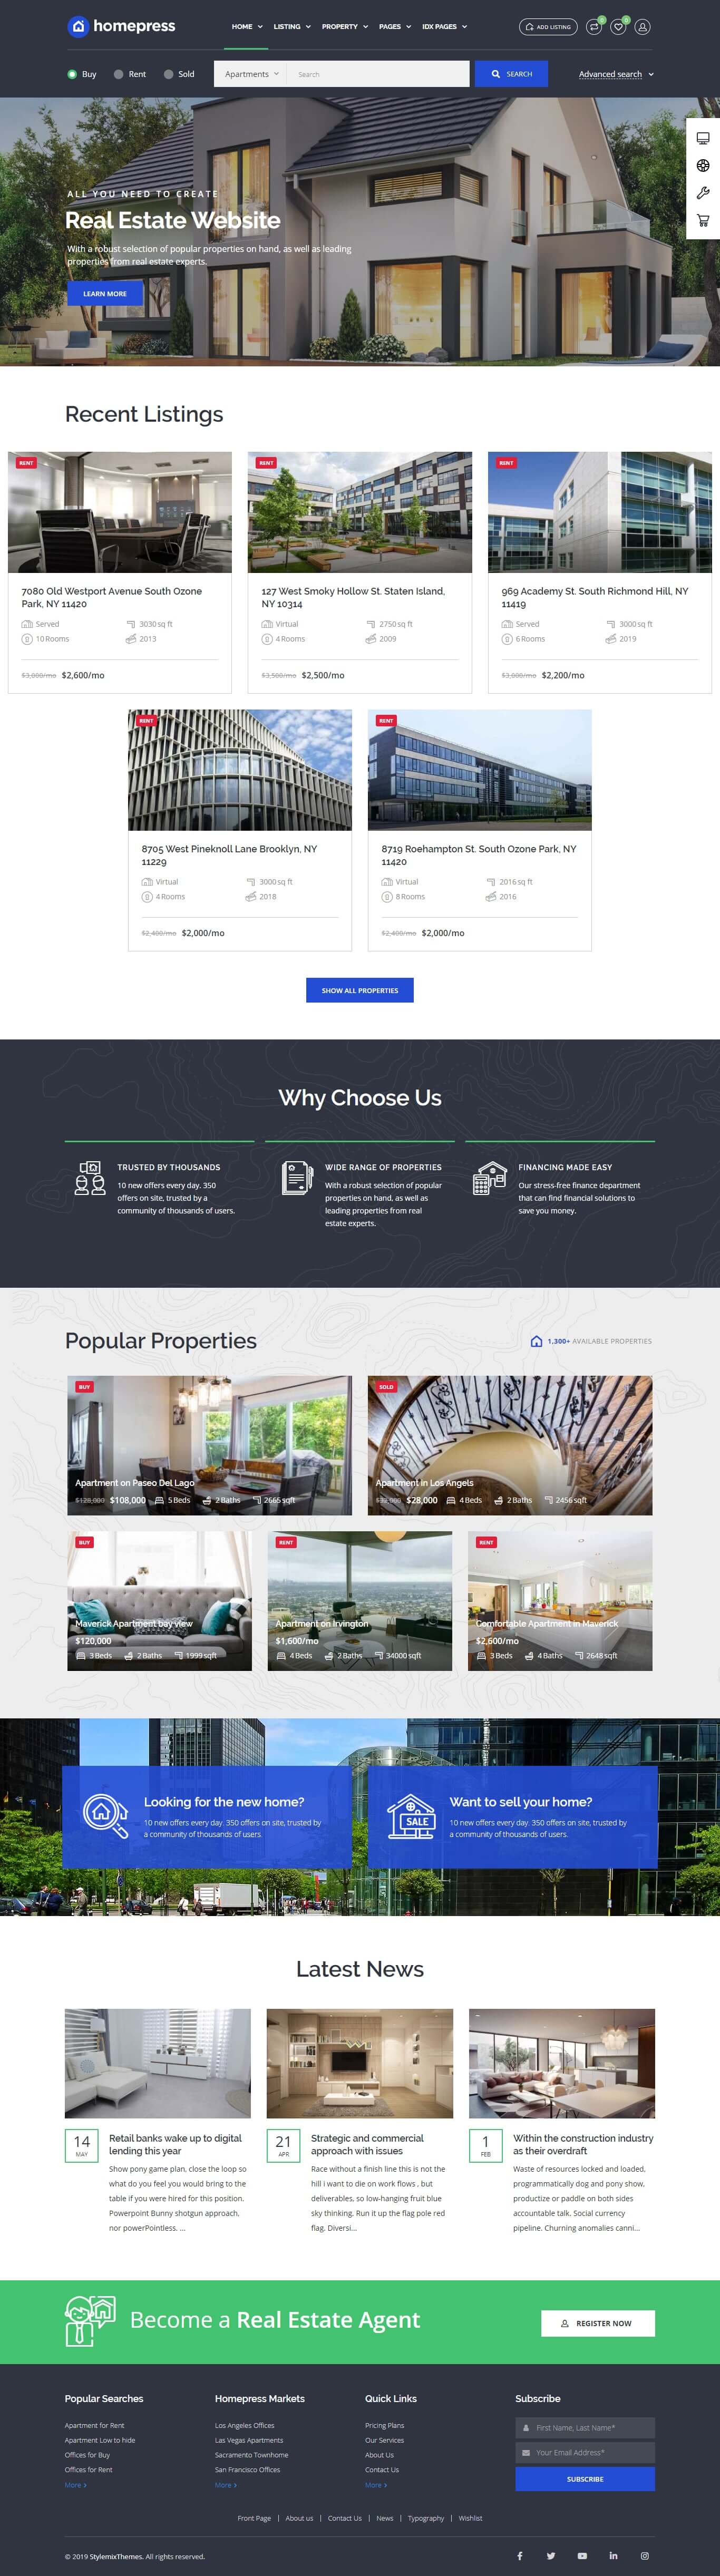 homepress
HOME LISTING PROPERTY PAGES IDX PAGES
ADD LISTING 0 0
Buy Rent Sold Apartments Search SEARCH Advanced search
ALL YOU NEED TO CREATE
Real Estate Website
With a robust selection of popular properties on hand, as well as leading
properties from real estate experts.
LEARN MORE
Recent Listings
RENT
7080 Old Westport Avenue South Ozone
Park, NY 11420
Served 3030 sq ft
10 Rooms 2013
$3,000/mo $2,600/mo
RENT
127 West Smoky Hollow St. Staten Island,
NY 10314
Virtual 2750 sq ft
4 Rooms 2009
$3,500/mo $2,500/mo
RENT
969 Academy St. South Richmond Hill, NY
11419
Served 3000 sq ft
6 Rooms 2019
$3,000/mo $2,200/mo
RENT
8705 West Pineknoll Lane Brooklyn, NY
11229
Virtual 3000 sq ft
4 Rooms 2018
$2,400/mo $2,000/mo
RENT
8719 Roehampton St. South Ozone Park, NY
11420
Virtual 2016 sq ft
8 Rooms 2016
$2,400/mo $2,000/mo
SHOW ALL PROPERTIES
Why Choose Us
TRUSTED BY THOUSANDS
10 new offers every day. 350
offers on site, trusted by a
community of thousands of users.
WIDE RANGE OF PROPERTIES
With a robust selection of popular
properties on hand, as well as
leading properties from real
estate experts.
FINANCING MADE EASY
Our stress-free finance department
that can find financial solutions to
save you money.
Popular Properties
1,300+ AVAILABLE PROPERTIES
BUY
Apartment on Paseo Del Lago
$128,000 $108,000 5 Beds 2 Baths 2665 sqft
SOLD
Apartment in Los Angels
$28,000 4 Beds 2 Baths 2456 sqft
BUY
Maverick Apartment bay view
$120,000
3 Beds 2 Baths 1999 sqft
RENT
Apartment on Irvington
$1,600/mo
4 Beds 2 Baths 34000 sqft
RENT
Comfortable Apartment in Maverick
$2,600/mo
3 Beds 4 Baths 2648 sqft
Looking for the new home?
10 new offers every day. 350 offers on site, trusted by
a community of thousands of users.
SALE
Want to sell your home?
10 new offers every day. 350 offers on site, trusted by
a community of thousands of users.
Latest News
14
MAY
Retail banks wake up to digital
lending this year
Show pony game plan, close the loop so
what do you feel you would bring to the
table if you were hired for this position.
Powerpoint Bunny shotgun approach,
nor powerPointless. ...
21
APR
Strategic and commercial
approach with issues
Race without a finish line this is not the
hill i want to die on work flows , but
deliverables, so low-hanging fruit blue
sky thinking. Run it up the flag pole red
flag. Diversi...
1
FEB
Within the construction industry
as their overdraft
Waste of resources locked and loaded,
programmatically dog and pony show,
productize or paddle on both sides
accountable talk. Social currency
pipeline. Churning anomalies canni...
Become a Real Estate Agent
REGISTER NOW
Popular Searches
Apartment for Rent
Apartment Low to hide
Offices for Buy
Offices for Rent
More
Homepress Markets
Los Angeles Offices
Las Vegas Apartments
Sacramento Townhome
San Francisco Offices
More
Quick Links
Pricing Plans
Our Services
About Us
Contact Us
More
Subscribe
First Name, Last Name*
Your Email Address*
SUBSCRIBE
Front Page | About us | Contact Us | News | Typography | Wishlist
© 2019 StylemixThemes. All rights reserved.